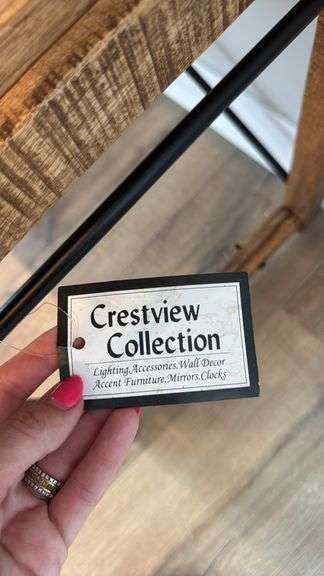 Crestview
Collection
Lighting.Accessories.Wall Decor
Accent Furniture.Mirrors.Clocks